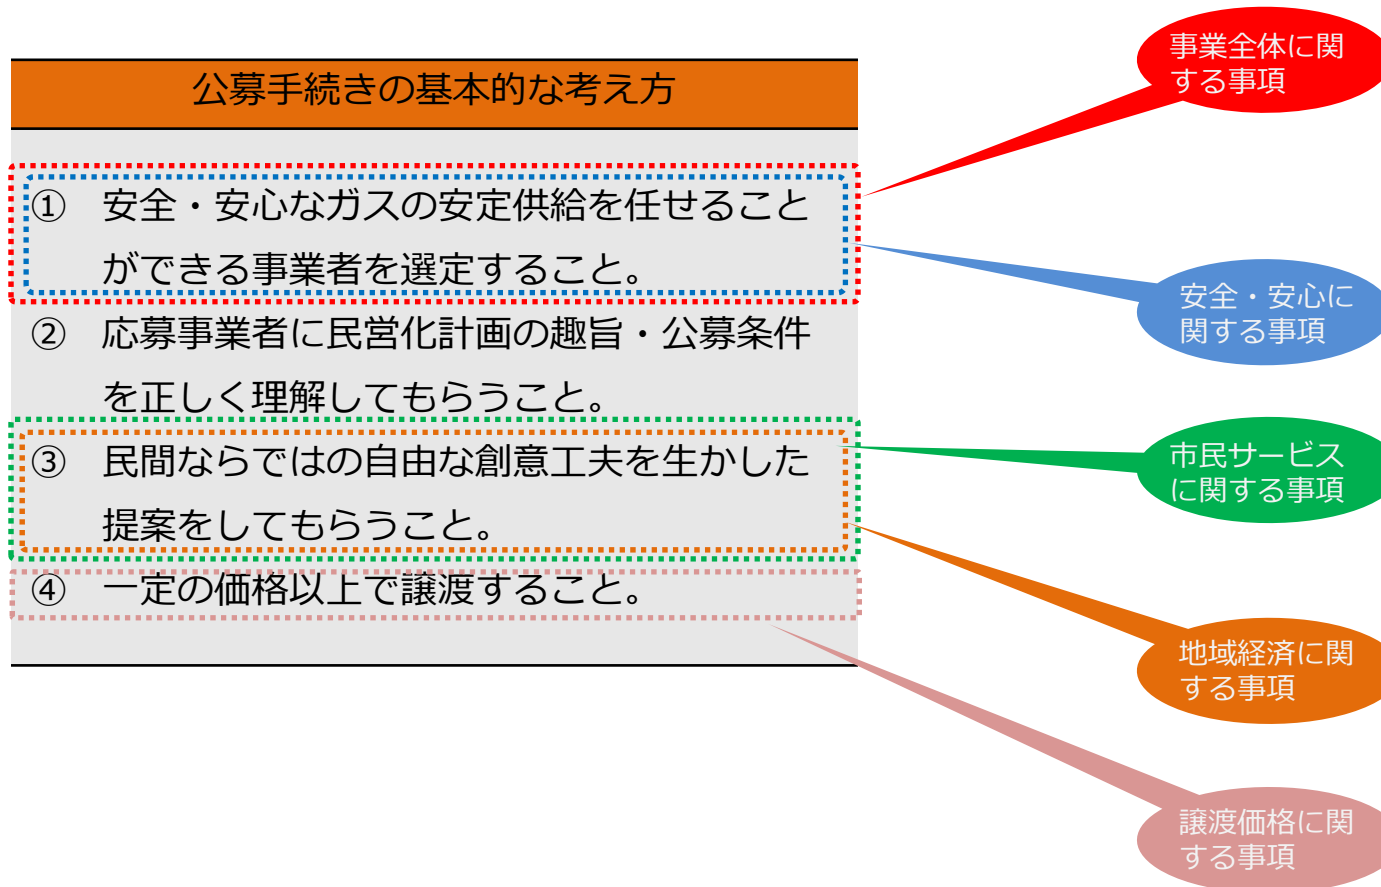 公募手続きの基本的な考え方
① 安全・安心なガスの安定供給を任せること
ができる事業者を選定すること。
② 応募事業者に民営化計画の趣旨・公募条件
を正しく理解してもらうこと。
③ 民間ならではの自由な創意工夫を生かした
提案をしてもらうこと。
④ 一定の価格以上で譲渡すること。
事業全体に関
する事項
安全・安心に
関する事項
市民サービス
に関する事項
地域経済に関
する事項
譲渡価格に関
する事項